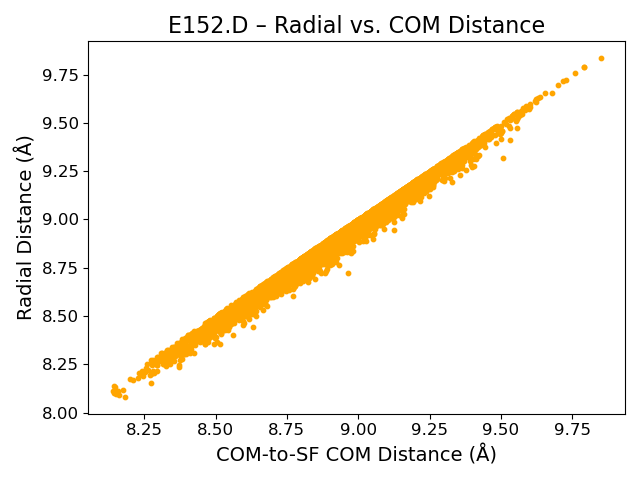 E152.D – Radial vs. COM Distance
Radial Distance (Å)
9.75
9.50
9.25
9.00
8.75
8.50
8.25
8.00
8.25 8.50 8.75 9.00 9.25 9.50 9.75
COM-to-SF COM Distance (Å)